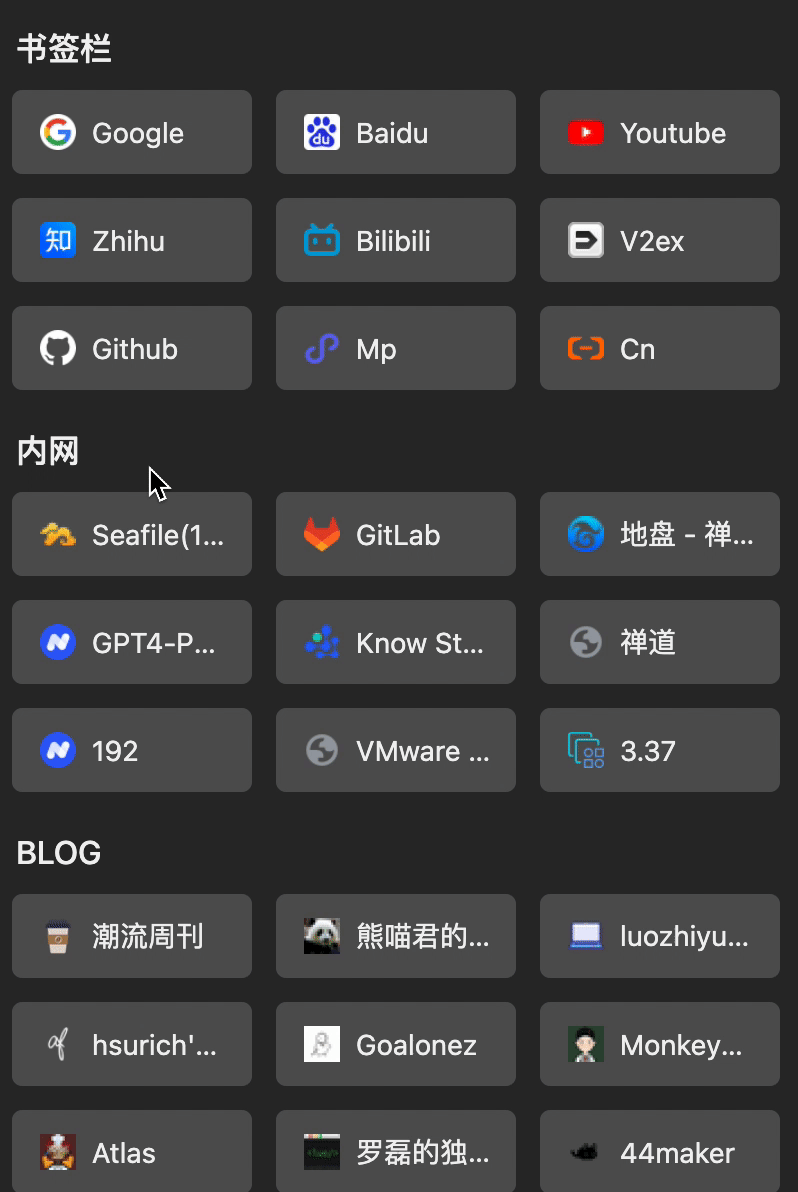 书签栏
Google Baidu Youtube
Zhihu Bilibili V2ex
Github Mp Cn
内网
Seafile(1... GitLab 地盘 - 禅...
GPT4-P... Know St... 禅道
192 VMware ... 3.37
BLOG
潮流周刊 熊喵君的... luozhiyu...
hsurich'... Goalonez Monkey...
Atlas 罗磊的独... 44maker